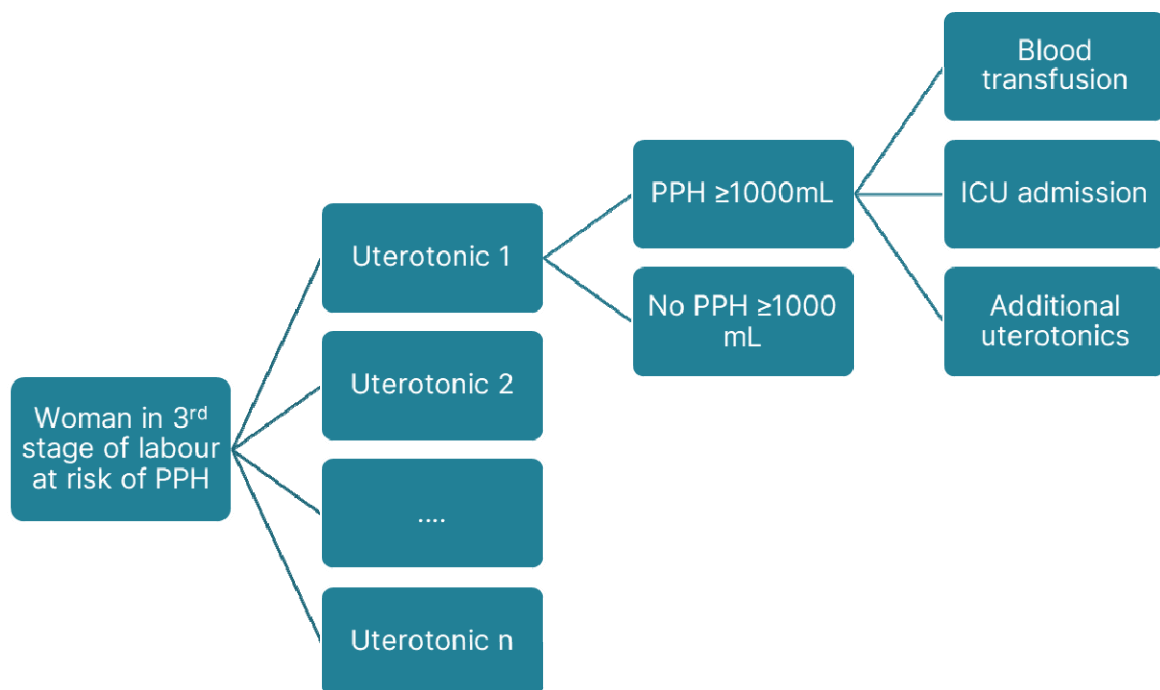 Woman in 3rd
stage of labour
at risk of PPH
Uterotonic 1
Uterotonic 2
....
Uterotonic n
PPH ≥1000mL
No PPH ≥1000
mL
Blood
transfusion
ICU admission
Additional
uterotonics